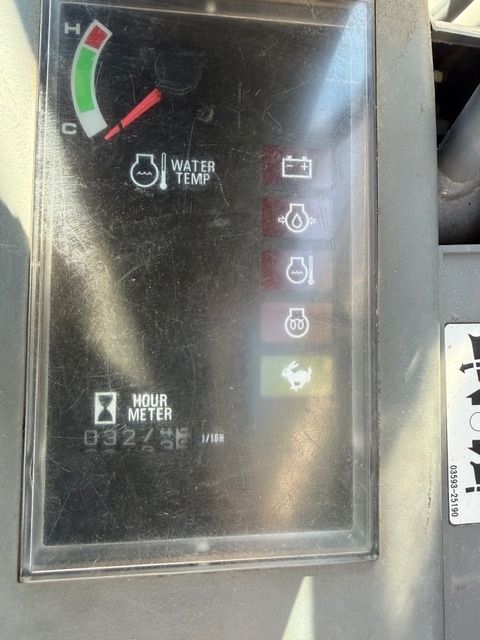 H
C
WATER
TEMP
- +
HOUR
METER
1/10H
03593-25190